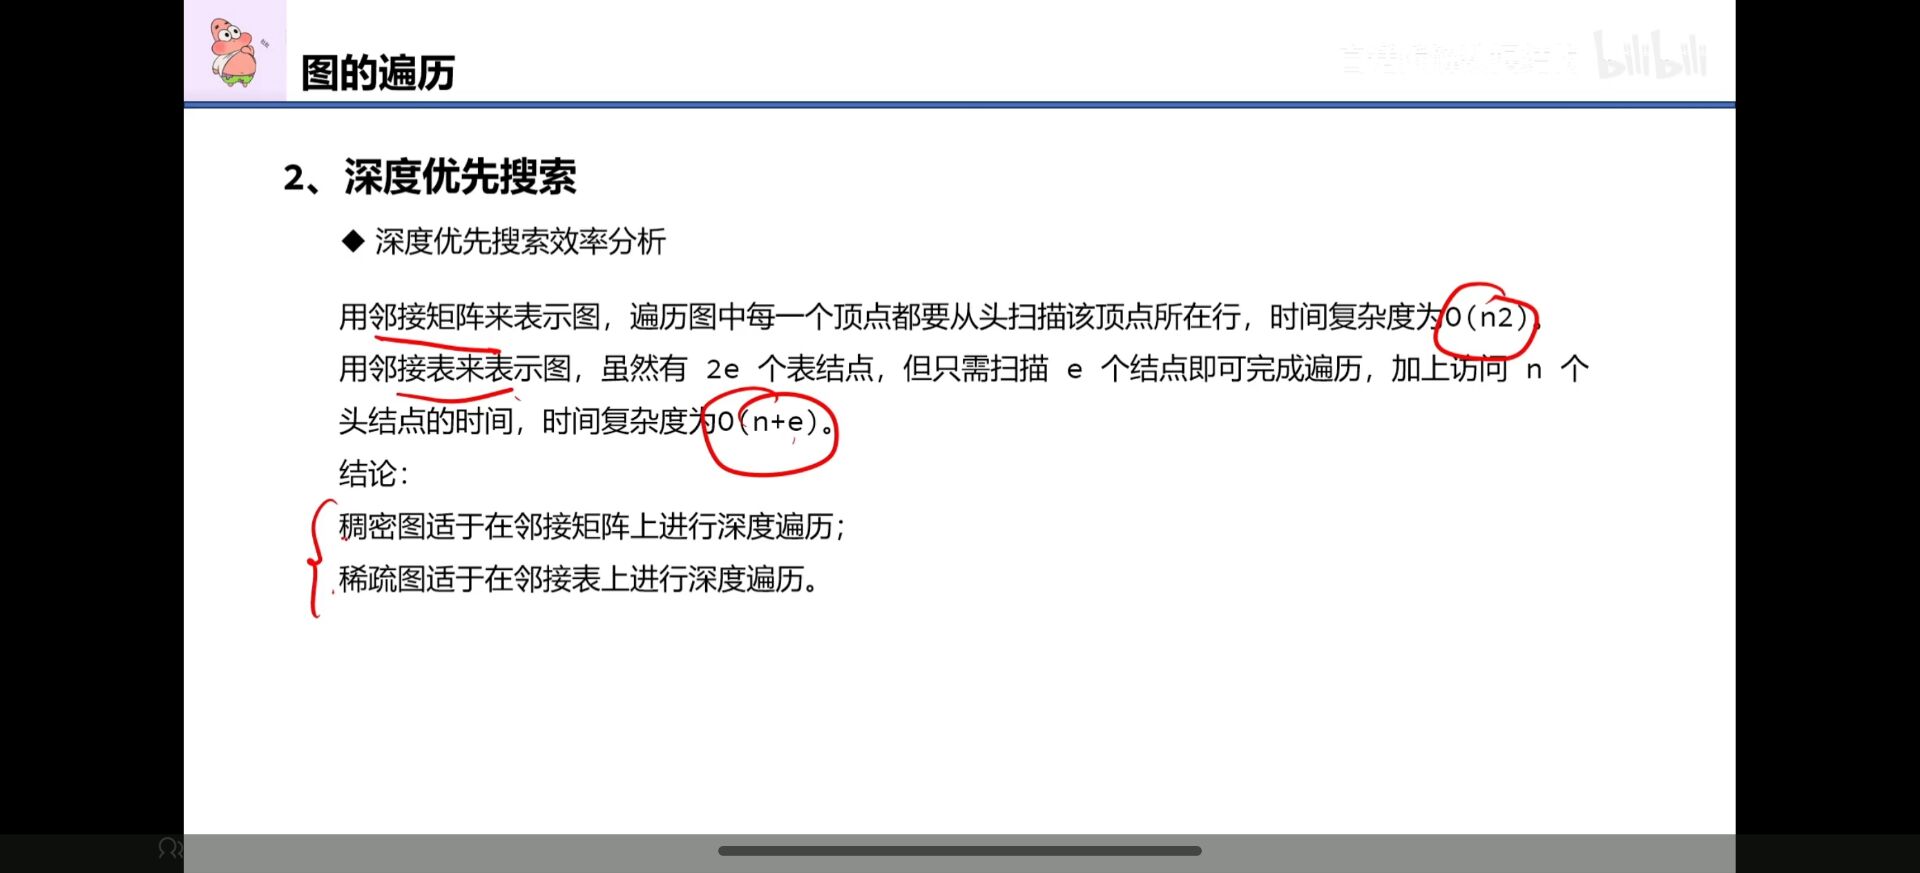 图的遍历
bilibili
2、深度优先搜索
◆ 深度优先搜索效率分析
用邻接矩阵来表示图，遍历图中每一个顶点都要从头扫描该顶点所在行，时间复杂度为O(n2)。
用邻接表来表示图，虽然有 2e 个表结点，但只需扫描 e 个结点即可完成遍历，加上访问 n 个
头结点的时间，时间复杂度为O(n+e)。
结论：
稠密图适于在邻接矩阵上进行深度遍历；
稀疏图适于在邻接表上进行深度遍历。